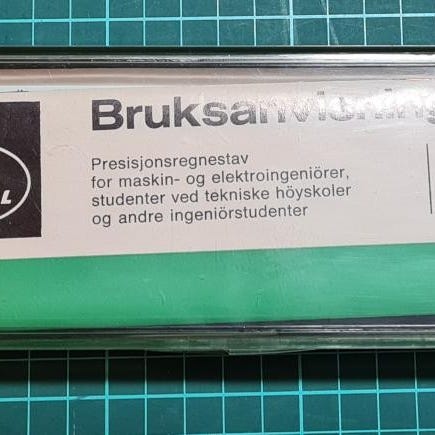 Bruksanvisning
Presisjonsregnestav
for maskin- og elektroingeniörer,
studenter ved tekniske höyskoler
og andre ingeniörstudenter